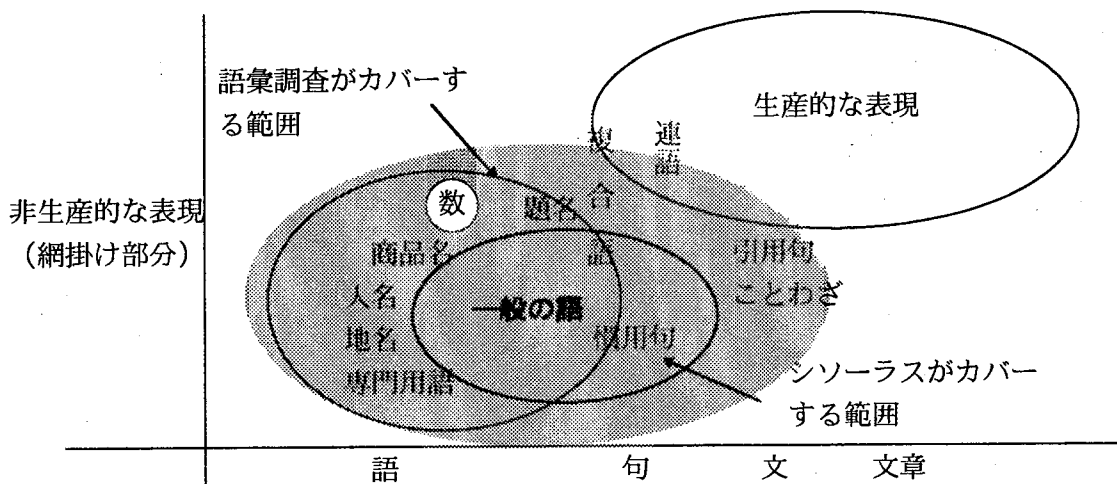 語彙調査がカバーす
る範囲
生産的な表現
複合語
連語
非生産的な表現
(網掛け部分)
数
題名
商品名
引用句
人名
ことわざ
一般の語
地名
慣用句
専門用語
シソーラスがカバー
する範囲
語
句
文
文章